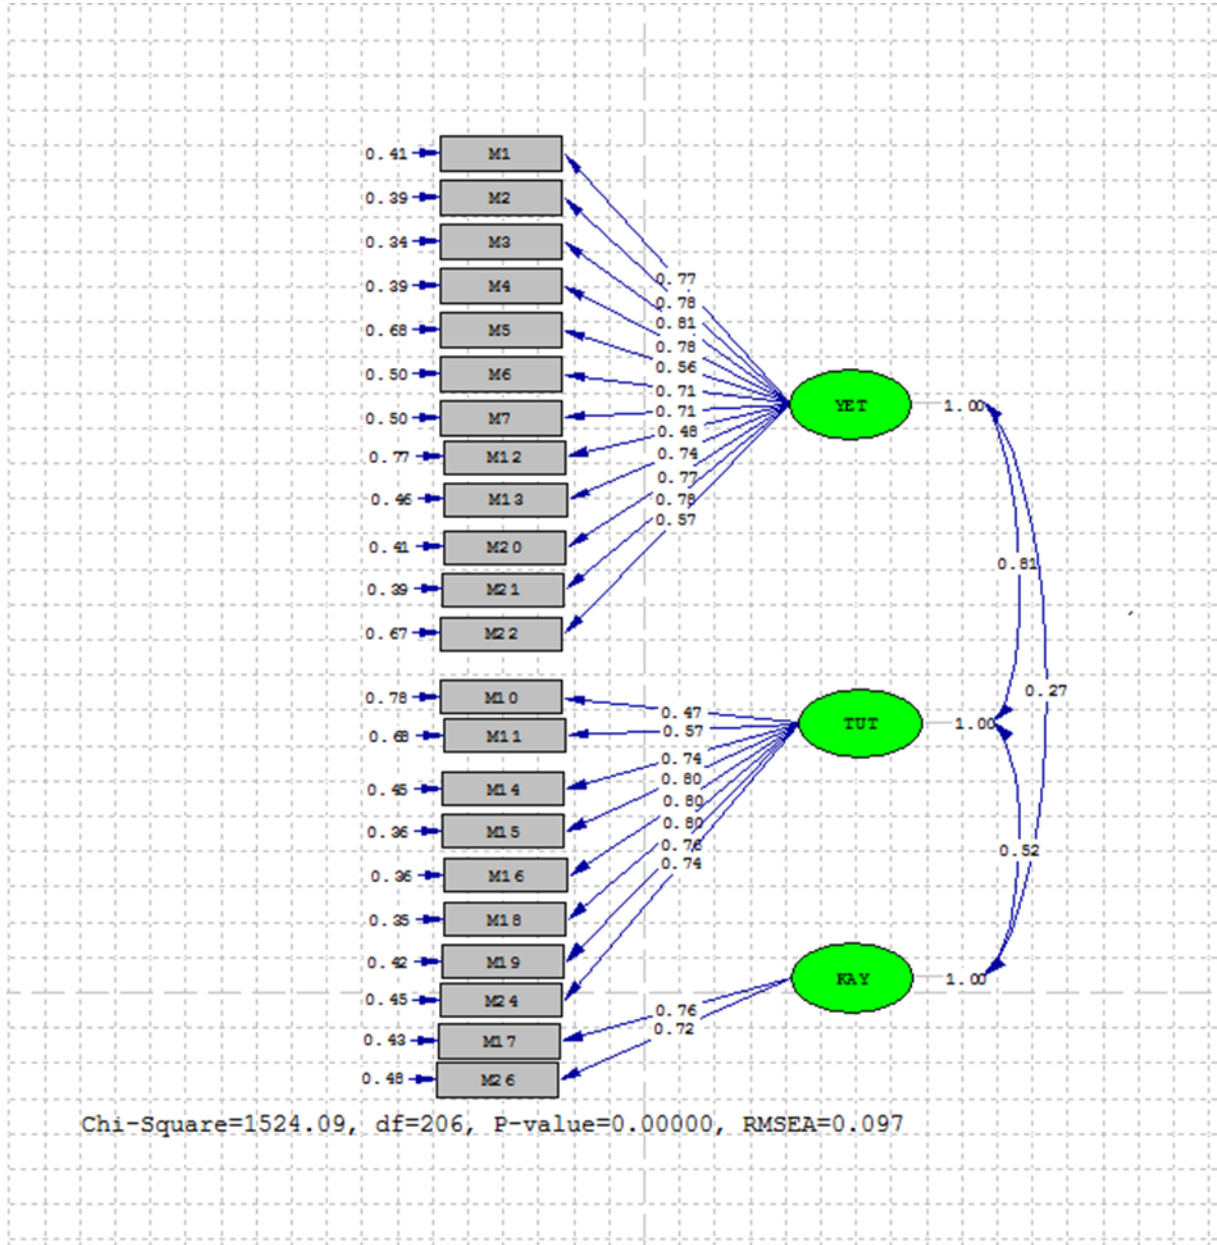 0.41 M1
0.39 M2
0.34 M3
0.39 M4
0.68 M5
0.50 M6
0.50 M7
0.77 M12
0.46 M13
0.41 M20
0.39 M21
0.67 M22
0.77
0.78
0.81
0.78
0.56
0.71
0.71
0.48
0.74
0.77
0.78
0.57
YET 1.00
0.81
0.27
0.78 M10
0.68 M11
0.45 M14
0.36 M15
0.36 M16
0.35 M18
0.42 M19
0.45 M24
0.47
0.57
0.74
0.80
0.80
0.80
0.76
0.74
TUT 1.00
0.52
0.43 M17
0.48 M26
0.76
0.72
KAY 1.00
Chi-Square=1524.09, df=206, P-value=0.00000, RMSEA=0.097